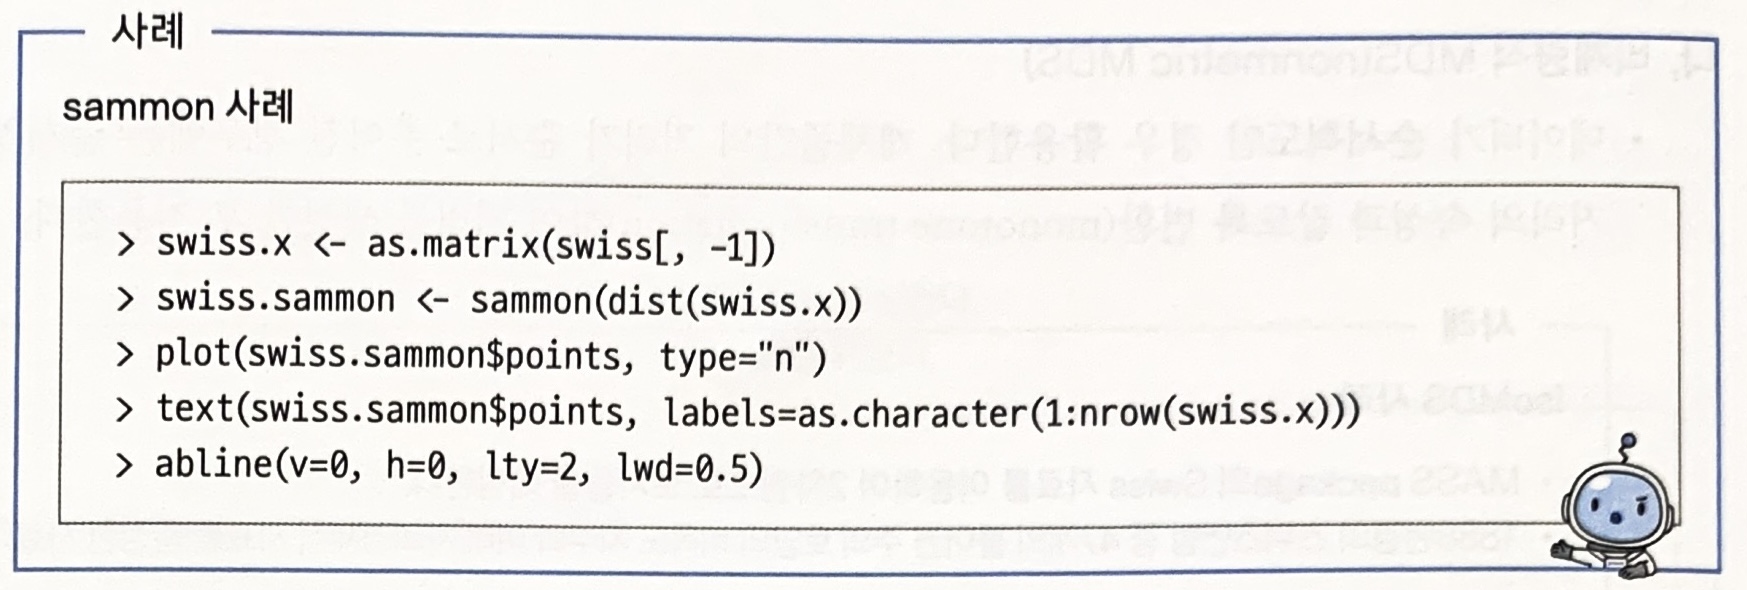 사례
sammon 사례
> swiss.x <- as.matrix(swiss[, -1])
> swiss.sammon <- sammon(dist(swiss.x))
> plot(swiss.sammon$points, type="n")
> text(swiss.sammon$points, labels=as.character(1:nrow(swiss.x)))
> abline(v=0, h=0, lty=2, lwd=0.5)